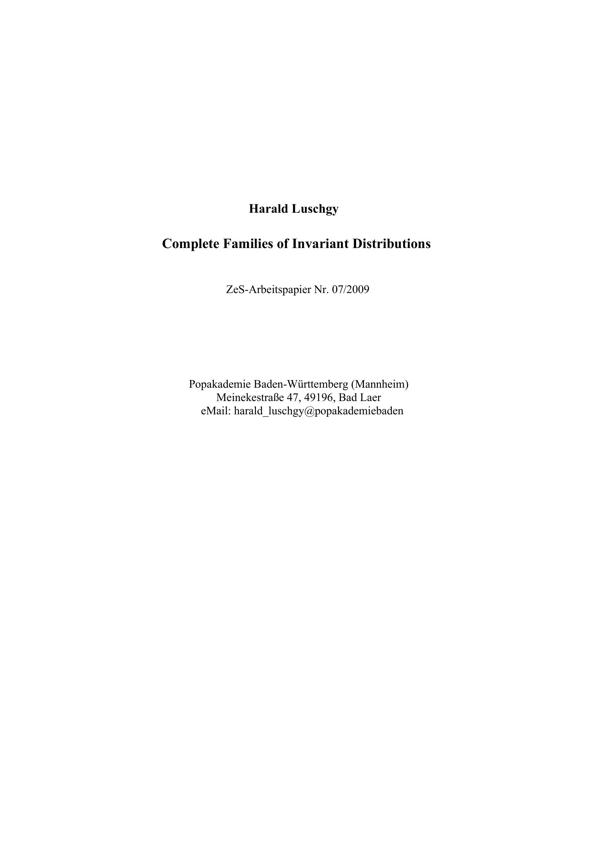 Harald Luschgy
Complete Families of Invariant Distributions
ZeS-Arbeitspapier Nr. 07/2009
Popakademie Baden-Württemberg (Mannheim)
Meinekestraße 47, 49196, Bad Laer
eMail: harald_luschgy@popakademiebaden